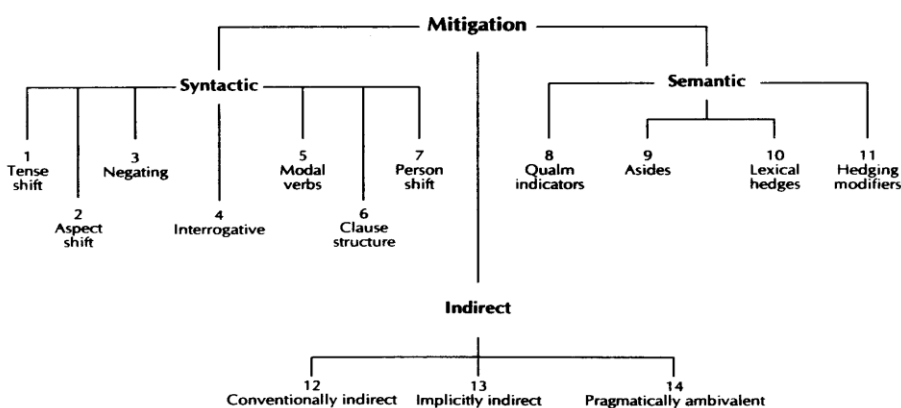 Mitigation
Syntactic
Semantic
1
Tense
shift
2
Aspect
shift
3
Negating
4
Interrogative
5
Modal
verbs
6
Clause
structure
7
Person
shift
8
Qualm
indicators
9
Asides
10
Lexical
hedges
11
Hedging
modifiers
Indirect
12
Conventionally indirect
13
Implicitly indirect
14
Pragmatically ambivalent